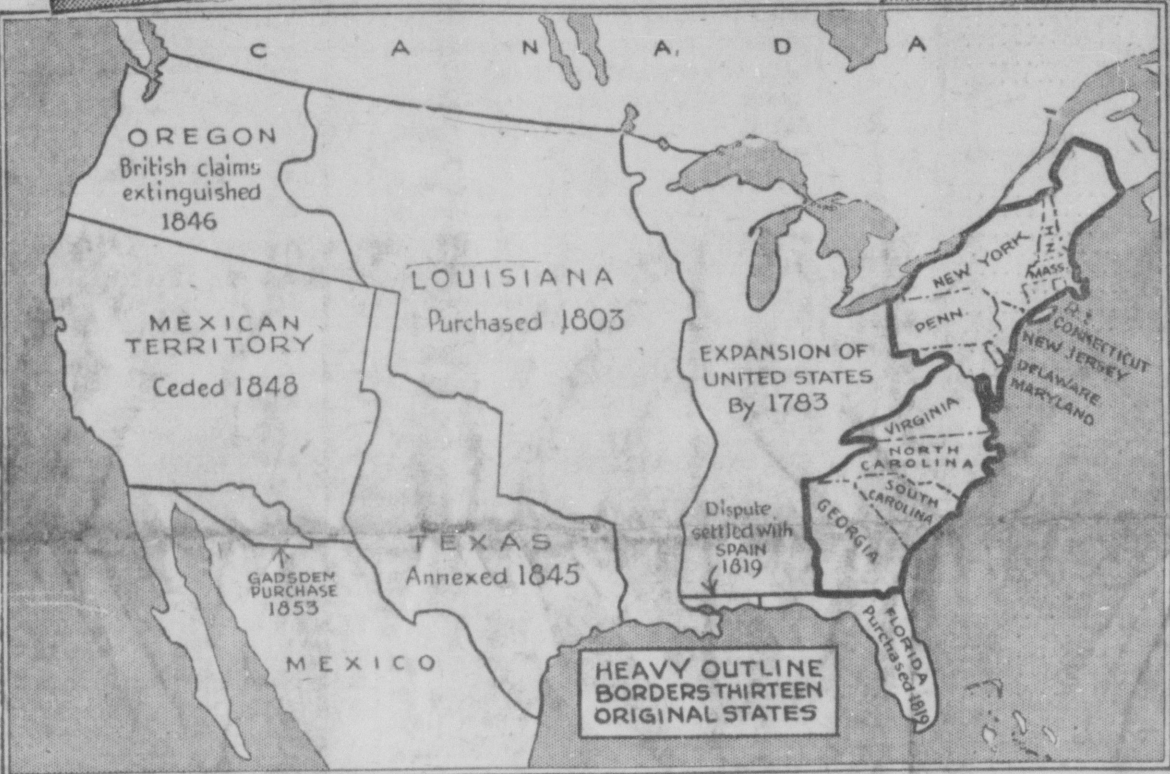 CANADA
OREGON
British claims
extinguished
1846
MEXICAN
TERRITORY
Ceded 1848
LOUISIANA
Purchased 1803
EXPANSION OF
UNITED STATES
By 1783
NEW YORK
N.H.
MASS.
PENN.
R.I.
CONNECTICUT
NEW JERSEY
DELAWARE
MARYLAND
VIRGINIA
NORTH
CAROLINA
SOUTH
CAROLINA
GEORGIA
Dispute
settled with
SPAIN
1819
TEXAS
Annexed 1845
GADSDEN
PURCHASE
1853
MEXICO
FLORIDA
Purchased 1819
HEAVY OUTLINE
BORDERS THIRTEEN
ORIGINAL STATES